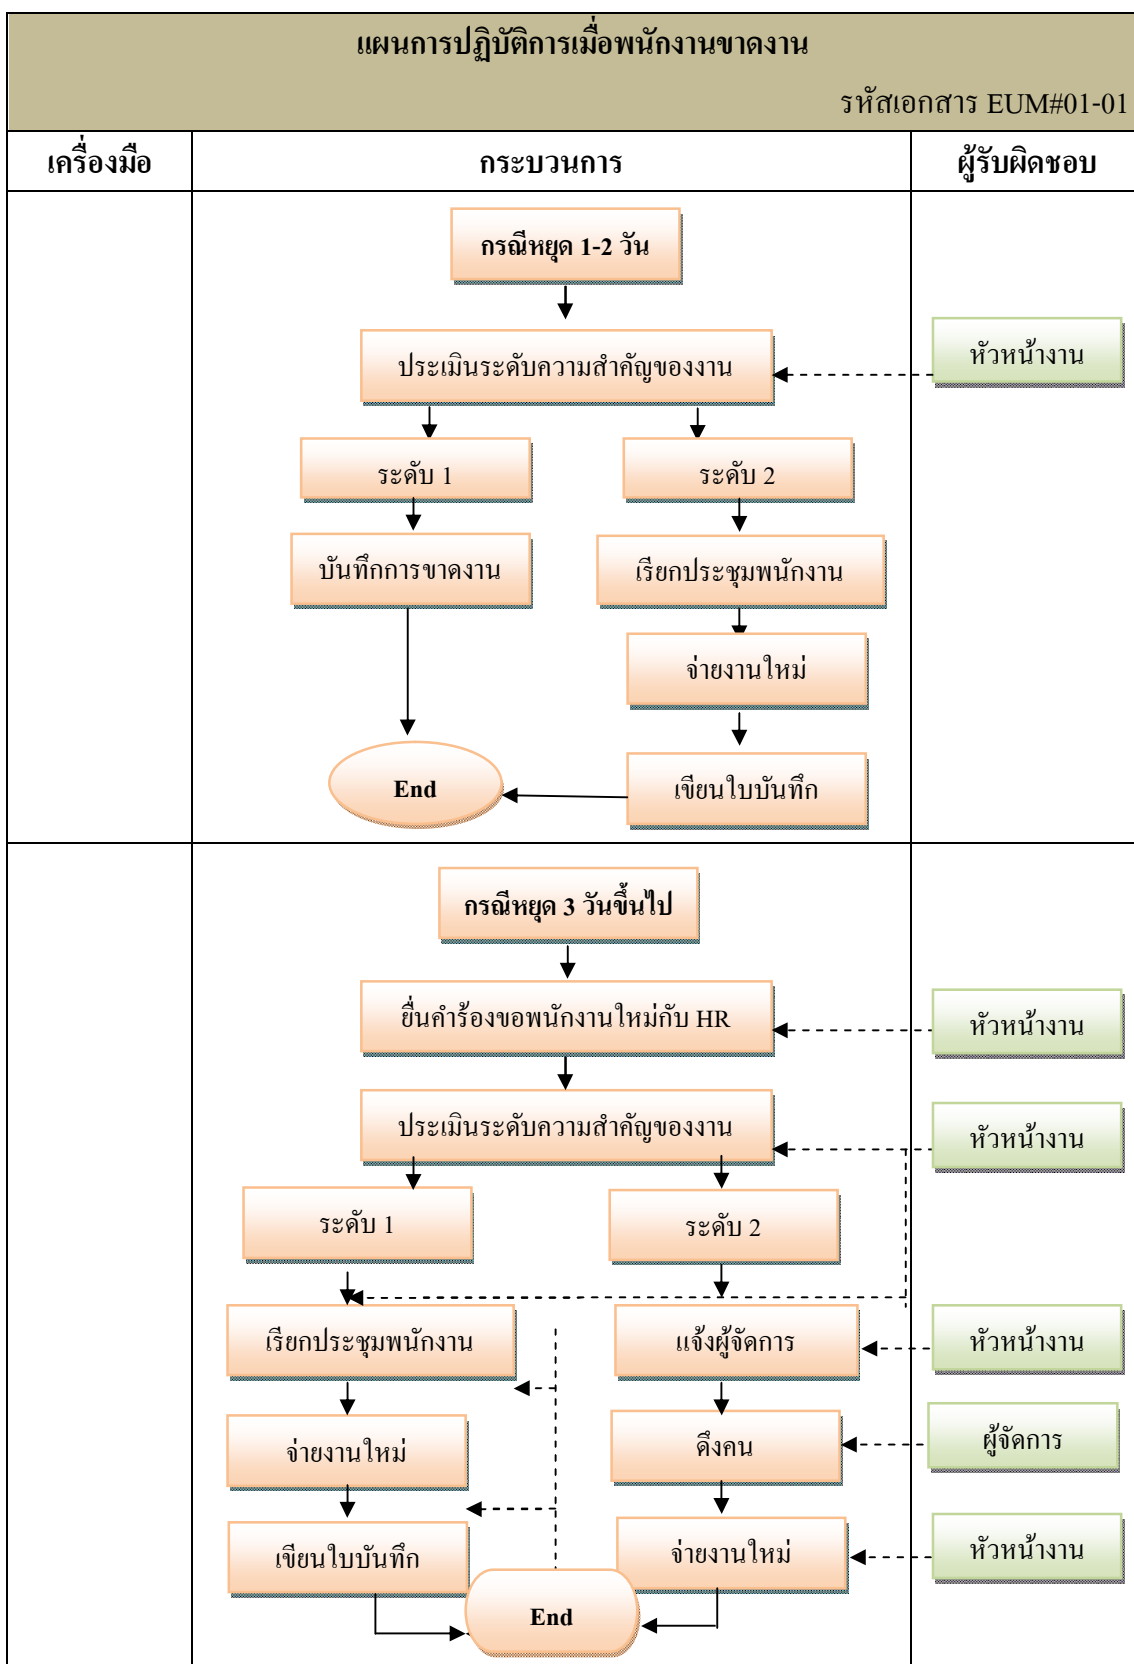 แผนการปฏิบัติการเมื่อพนักงานขาดงาน
รหัสเอกสาร EUM#01-01
เครื่องมือ
กระบวนการ
ผู้รับผิดชอบ
กรณีหยุด 1-2 วัน
ประเมินระดับความสำคัญของงาน
หัวหน้างาน
ระดับ 1
ระดับ 2
บันทึกการขาดงาน
เรียกประชุมพนักงาน
จ่ายงานใหม่
End
เขียนใบบันทึก
กรณีหยุด 3 วันขึ้นไป
ยื่นคำร้องขอพนักงานใหม่กับ HR
หัวหน้างาน
ประเมินระดับความสำคัญของงาน
หัวหน้างาน
ระดับ 1
ระดับ 2
เรียกประชุมพนักงาน
แจ้งผู้จัดการ
หัวหน้างาน
จ่ายงานใหม่
ดึงคน
ผู้จัดการ
เขียนใบบันทึก
จ่ายงานใหม่
หัวหน้างาน
End